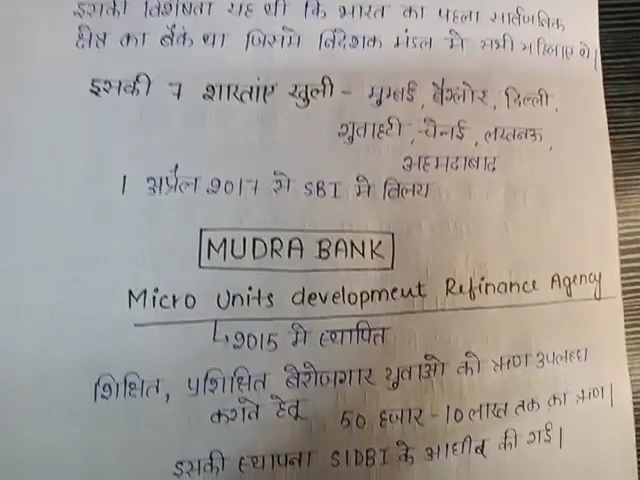 इसकी विशेषता यह थी कि भारत का पहला सार्वजनिक
क्षेत्र का बैंक था जिसमे निदेशक मंडल मे सभी महिलाएं थे।
इसकी 7 शाखाएं खुली - मुम्बई, बैंग्लोर, दिल्ली,
गुवाहटी, चेनई, लखनऊ,
अहमदाबाद
1 अप्रैल 2017 से SBI मे विलय
MUDRA BANK
Micro Units development Refinance Agency
↳ 2015 मे स्थापित
शिक्षित, प्रशिक्षित बेरोजगार युवाओ को ऋण उपलब्ध
कराने हेतू 50 हजार - 10 लाख तक का ऋण।
इसकी स्थापना SIDBI के अधीन की गई।